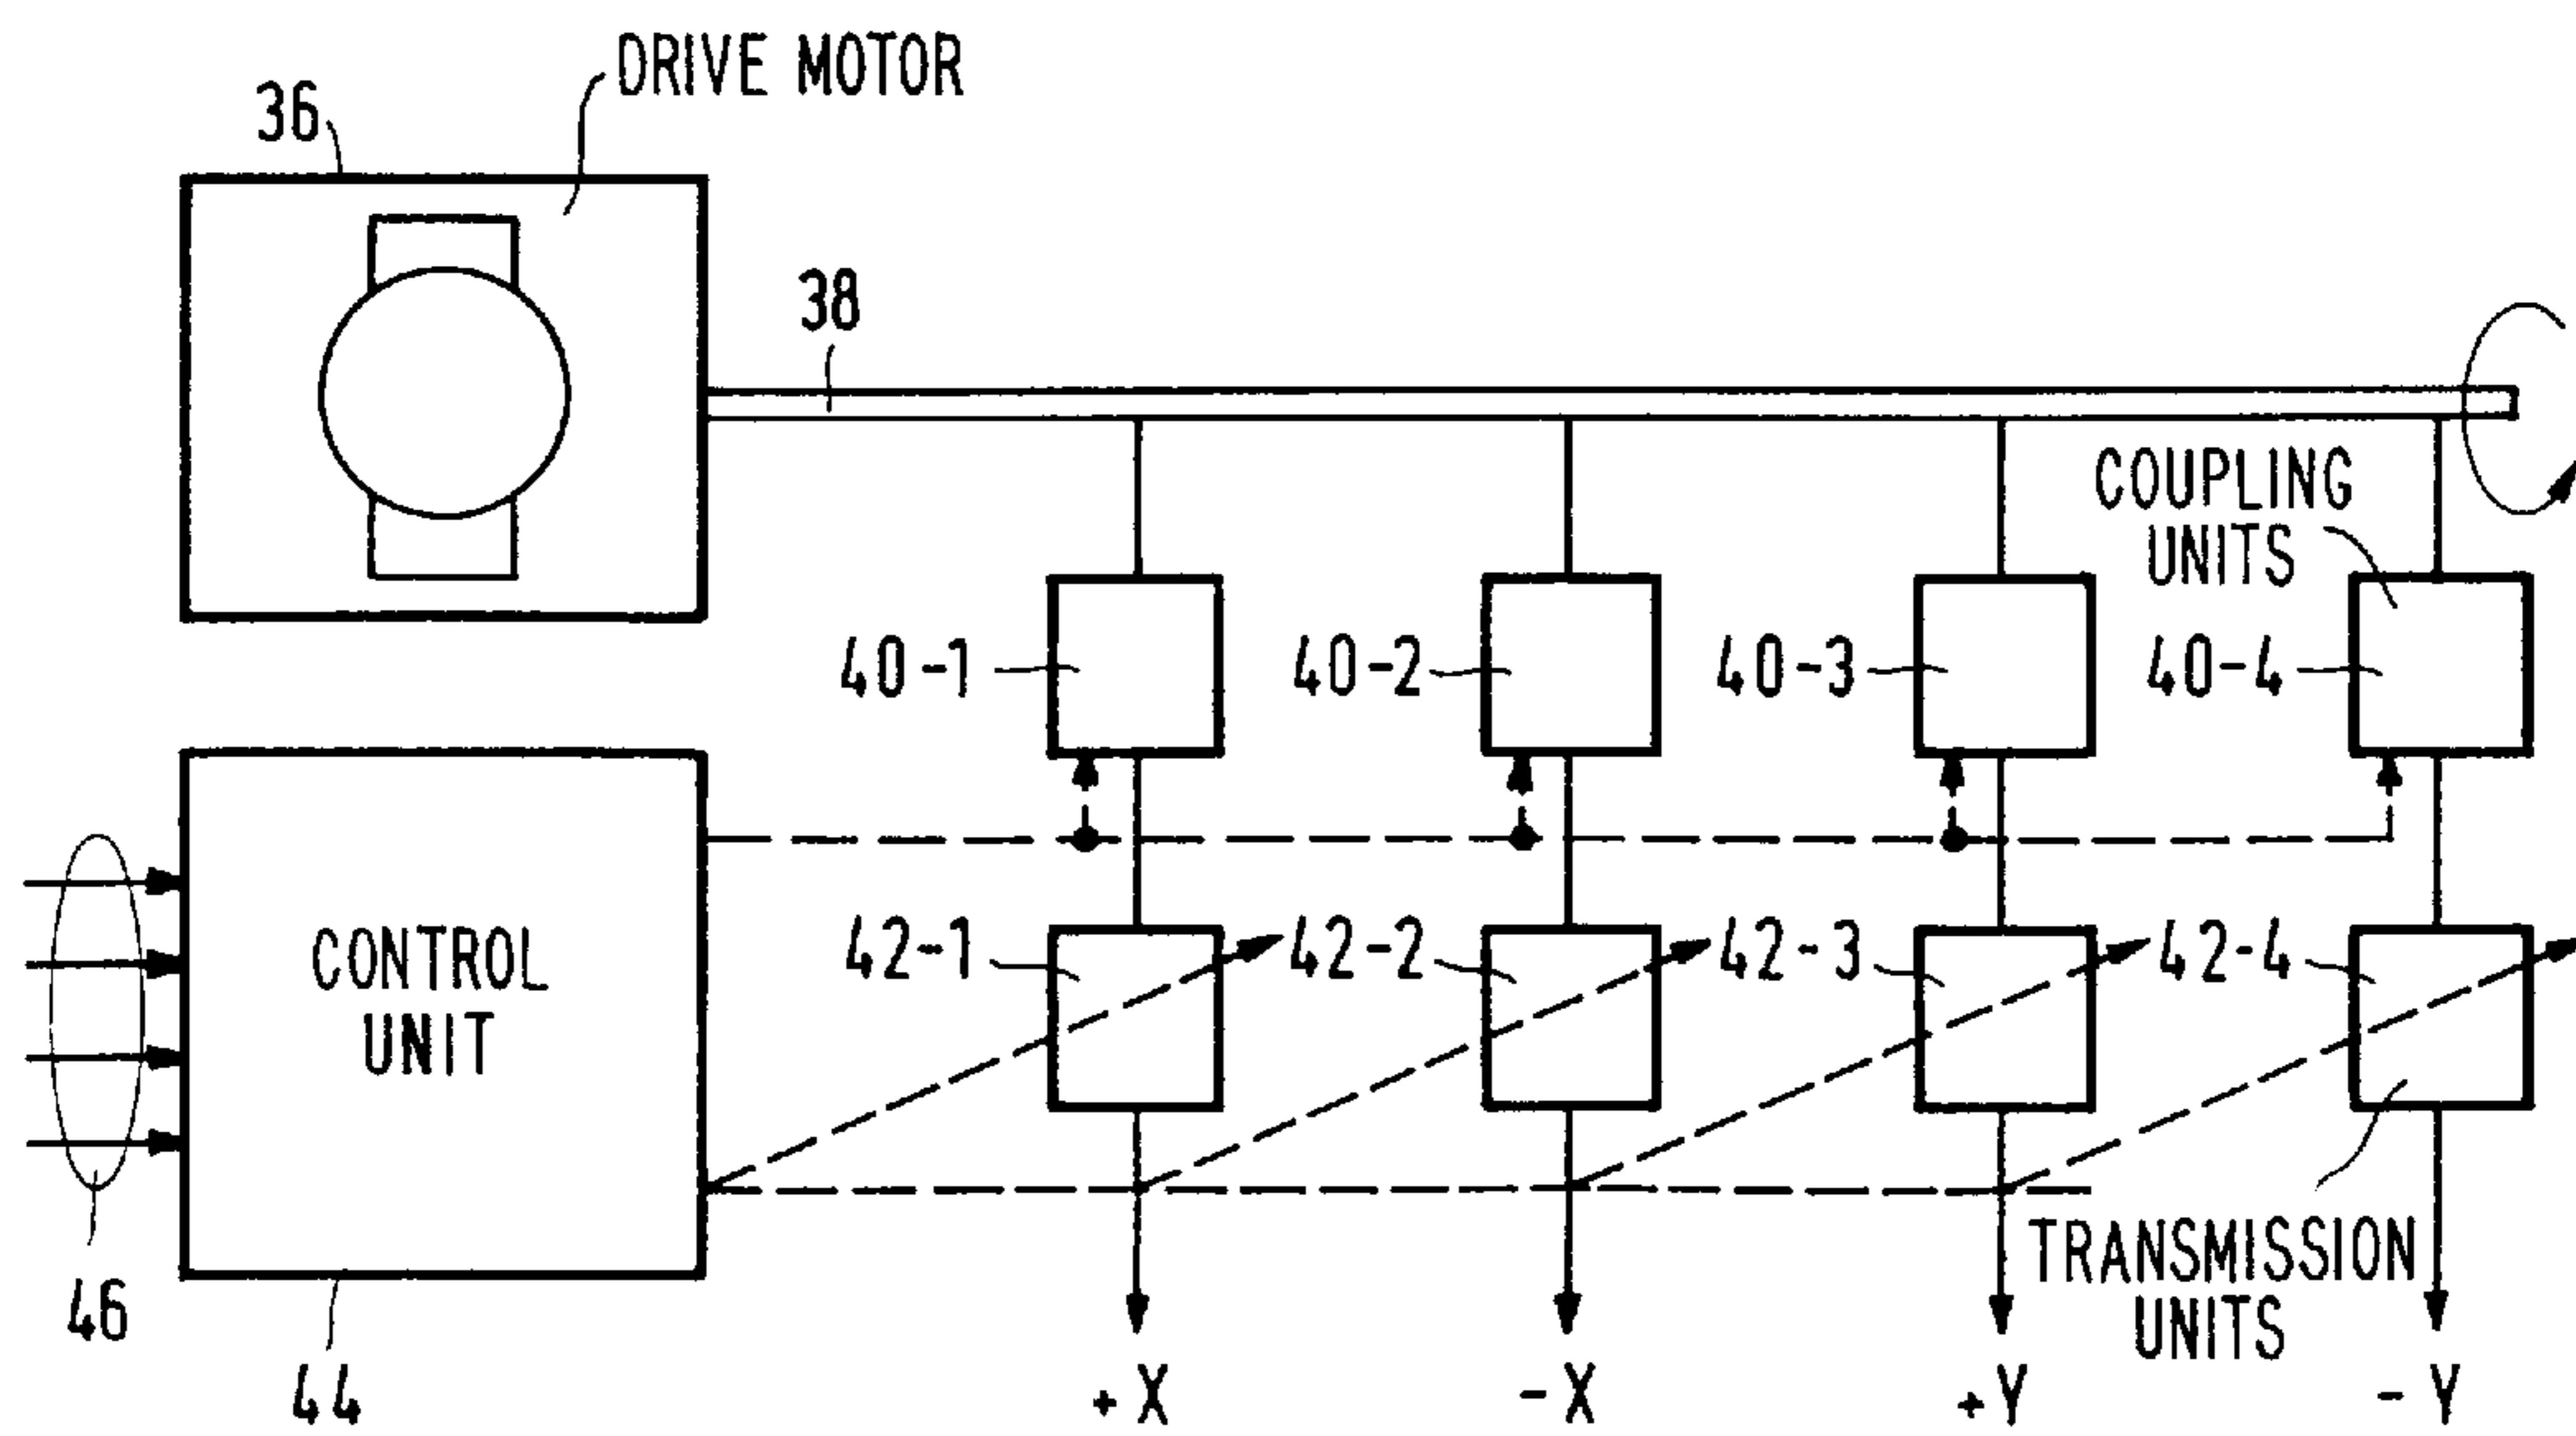 DRIVE MOTOR
36
38
COUPLING
UNITS
40-1
40-2
40-3
40-4
42-1
42-2
42-3
42-4
CONTROL
UNIT
TRANSMISSION
UNITS
46
44
+X
-X
+Y
-Y